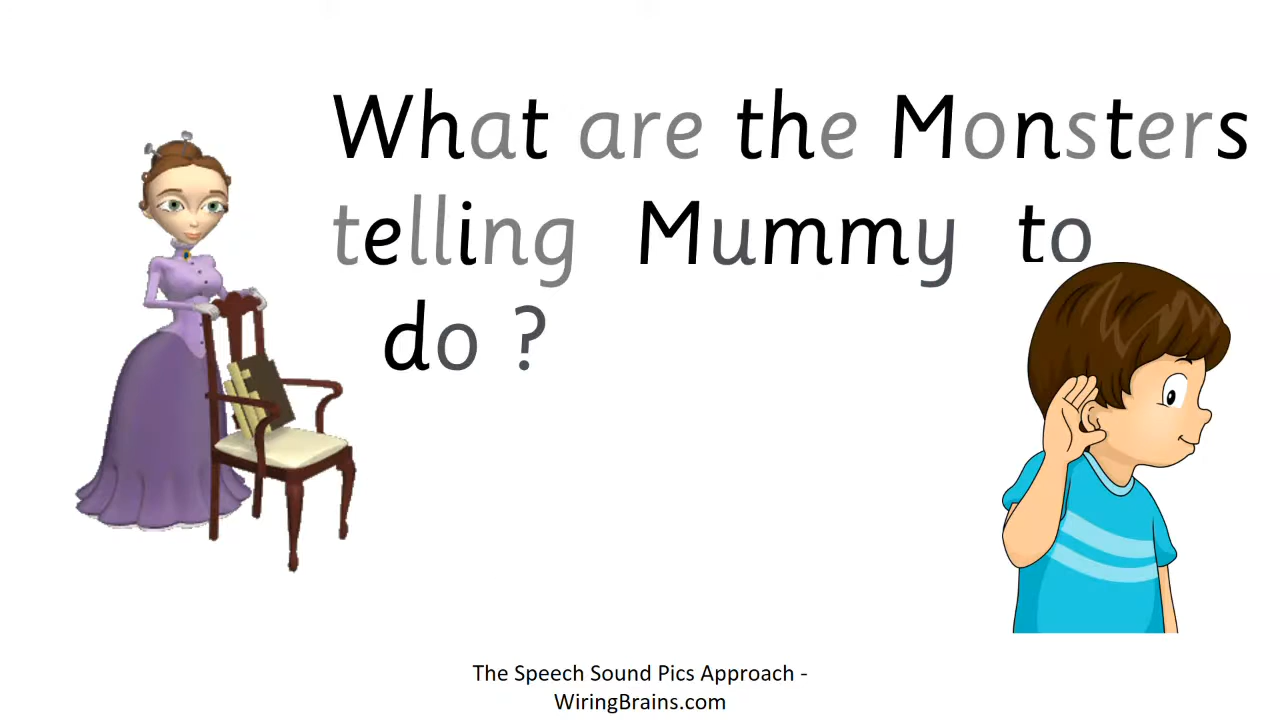 What are the Monsters
telling Mummy to
do ?
The Speech Sound Pics Approach -
WiringBrains.com